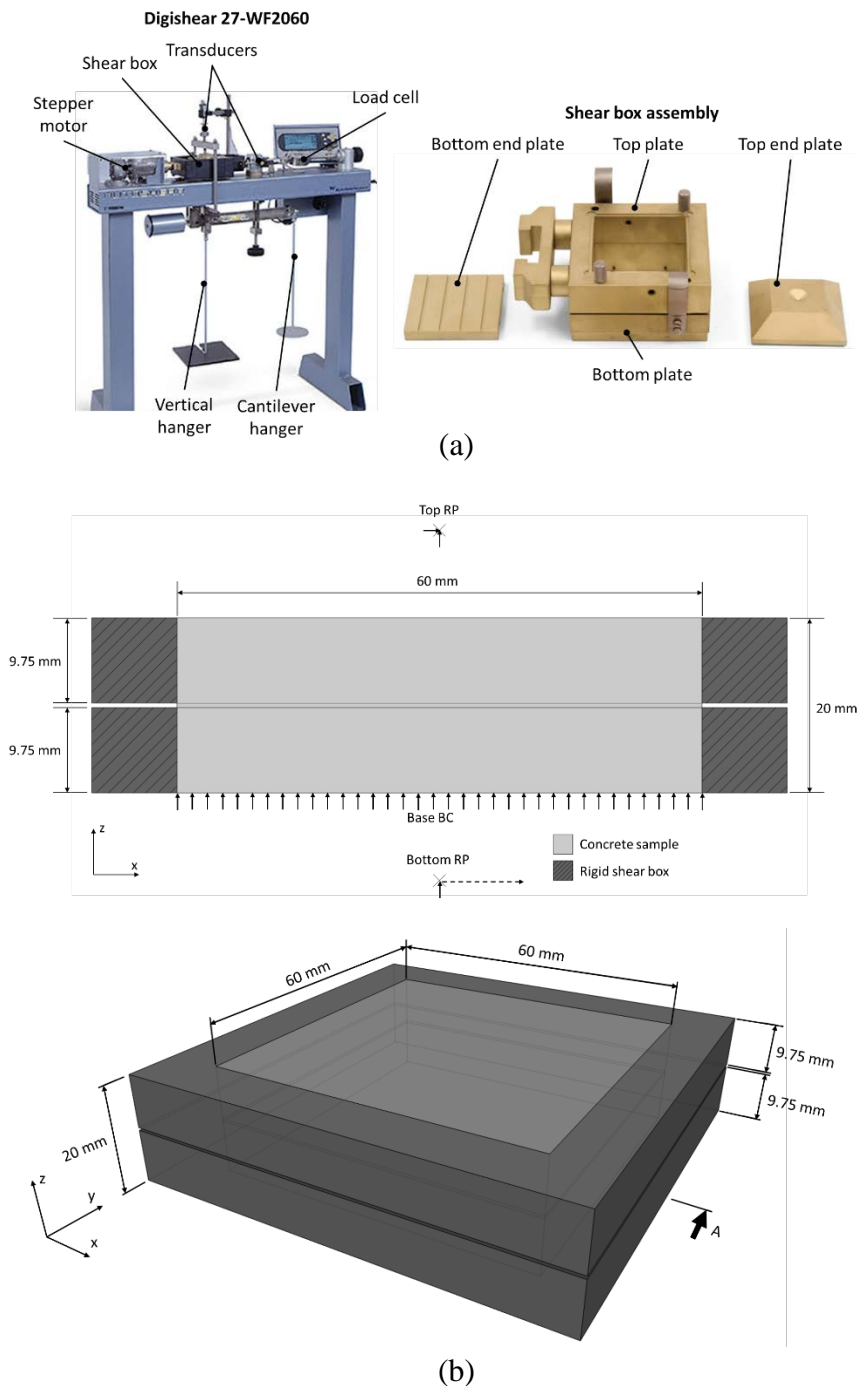 Digishear 27-WF2060
Transducers
Shear box
Stepper
motor
Load cell
Shear box assembly
Bottom end plate
Top plate
Top end plate
Bottom plate
Vertical
hanger
Cantilever
hanger
(a)
Top RP
60 mm
9.75 mm
9.75 mm
20 mm
Base BC
z
x
Bottom RP
Concrete sample
Rigid shear box
60 mm
60 mm
9.75 mm
9.75 mm
20 mm
z
y
x
A
(b)